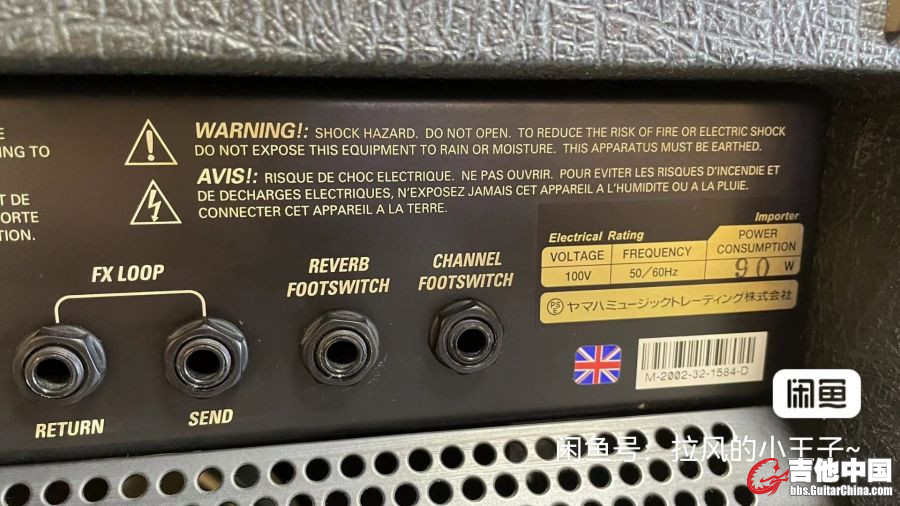 E
ING TO
WARNING!: SHOCK HAZARD. DO NOT OPEN. TO REDUCE THE RISK OF FIRE OR ELECTRIC SHOCK
DO NOT EXPOSE THIS EQUIPMENT TO RAIN OR MOISTURE. THIS APPARATUS MUST BE EARTHED.
T DE
ORTE
TION.
AVIS!: RISQUE DE CHOC ELECTRIQUE. NE PAS OUVRIR. POUR EVITER LES RISQUES D'INCENDIE ET
DE DECHARGES ELECTRIQUES, N'EXPOSEZ JAMAIS CET APPAREIL A L'HUMIDITE OU A LA PLUIE.
CONNECTER CET APPAREIL A LA TERRE.
FX LOOP
RETURN
SEND
REVERB
FOOTSWITCH
CHANNEL
FOOTSWITCH
Importer
Electrical Rating
VOLTAGE FREQUENCY POWER CONSUMPTION
100V 50/60Hz 90 W
PSE ヤマハミュージックトレーディング株式会社
M-2002-32-1584-D
闲鱼
闲鱼号：拉风的小王子~
吉他中国
bbs.GuitarChina.com